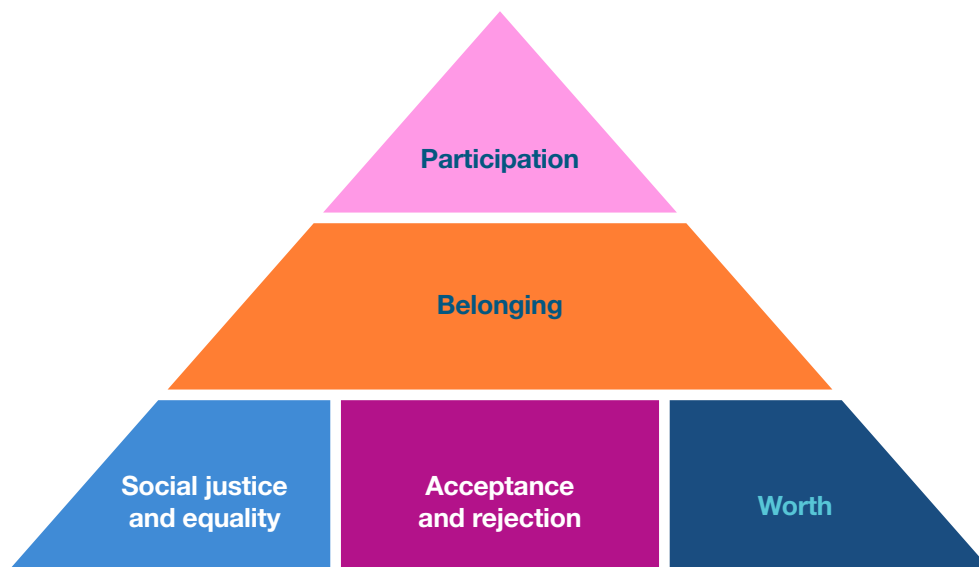 Participation
Belonging
Social justice
and equality
Acceptance
and rejection
Worth